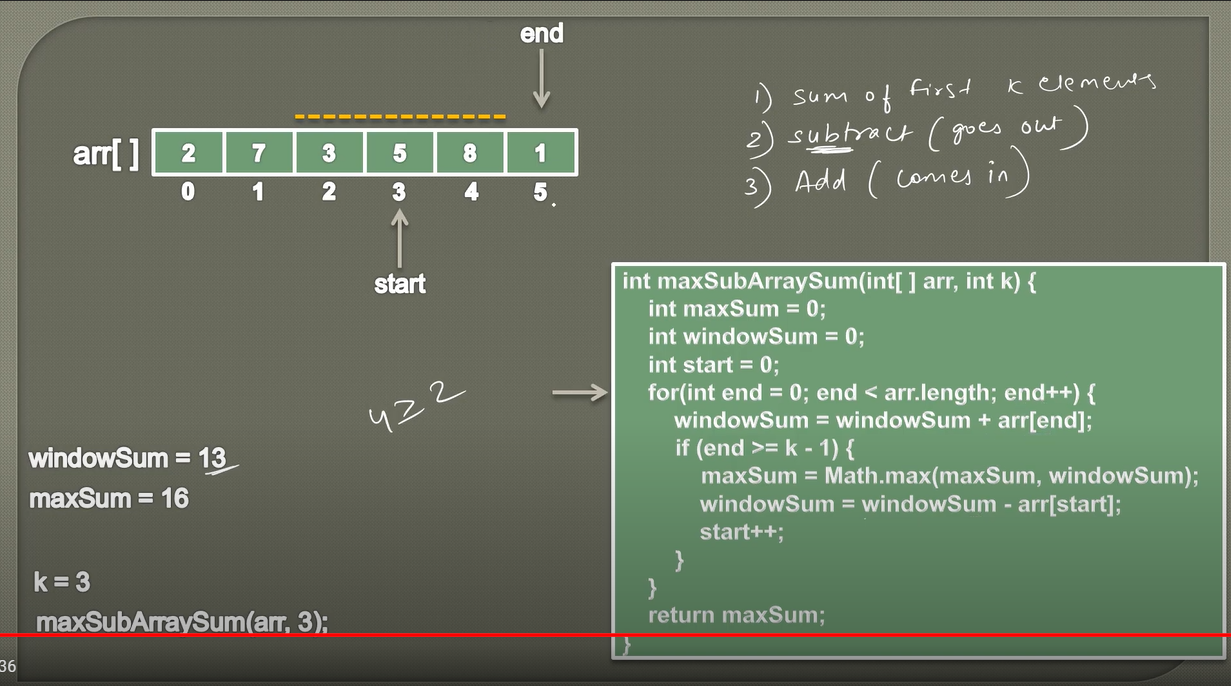 end
1) sum of first k elements
2) subtract (goes out)
3) Add (comes in)
arr[ ] 2 7 3 5 8 1
0 1 2 3 4 5
start
int maxSubArraySum(int[ ] arr, int k) {
int maxSum = 0;
int windowSum = 0;
int start = 0;
for(int end = 0; end < arr.length; end++) {
windowSum = windowSum + arr[end];
if (end >= k - 1) {
maxSum = Math.max(maxSum, windowSum);
windowSum = windowSum - arr[start];
start++;
}
}
return maxSum;
}
4 ≥ 2
windowSum = 13
maxSum = 16
k = 3
maxSubArraySum(arr, 3);
36